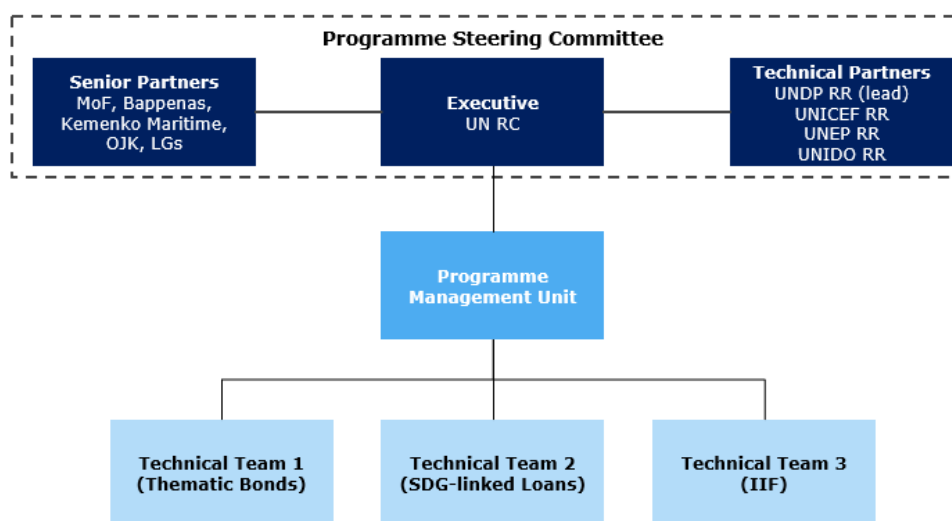 Programme Steering Committee
Senior Partners
MoF, Bappenas,
Kemenko Maritime,
OJK, LGs
Executive
UN RC
Technical Partners
UNDP RR (lead)
UNICEF RR
UNEP RR
UNIDO RR
Programme
Management Unit
Technical Team 1
(Thematic Bonds)
Technical Team 2
(SDG-linked Loans)
Technical Team 3
(IIF)